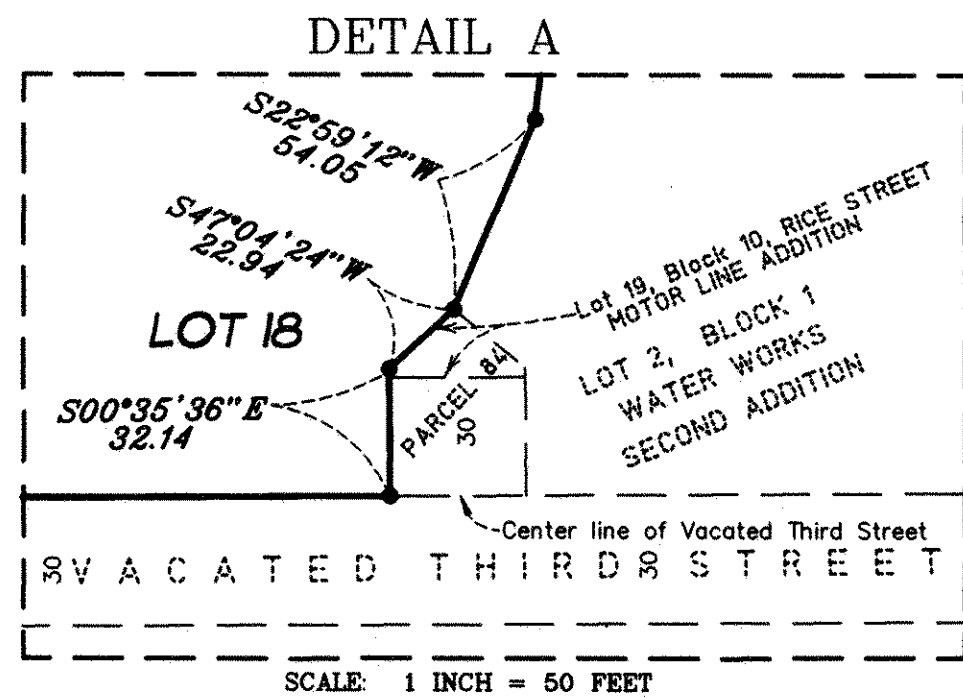 DETAIL A
S22°59'12"W
54.05
S47°04'24"W
22.94
Lot 19, Block 10, RICE STREET
MOTOR LINE ADDITION
LOT 18
LOT 2, BLOCK 1
WATER WORKS
SECOND ADDITION
PARCEL 84
30
S00°35'36"E
32.14
Center line of Vacated Third Street
30 VACATED THIRD 30 STREET
SCALE: 1 INCH = 50 FEET